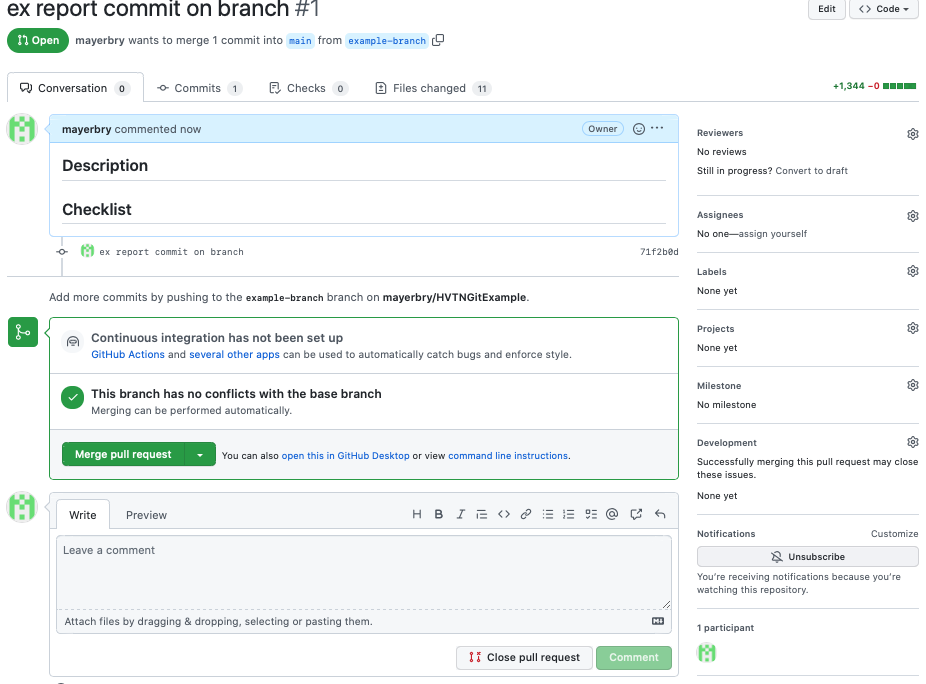 ex report commit on branch #1
Edit
<> Code
Open
mayerbry wants to merge 1 commit into main from example-branch
Conversation 0
Commits 1
Checks 0
Files changed 11
+1,344 −0
mayerbry commented now
Owner
Description
Checklist
ex report commit on branch
71f2b0d
Add more commits by pushing to the example-branch branch on mayerbry/HVTNGitExample.
Continuous integration has not been set up
GitHub Actions and several other apps can be used to automatically catch bugs and enforce style.
This branch has no conflicts with the base branch
Merging can be performed automatically.
Merge pull request
You can also open this in GitHub Desktop or view command line instructions.
Write
Preview
H B I
Leave a comment
Attach files by dragging & dropping, selecting or pasting them.
Close pull request
Comment
Reviewers
No reviews
Still in progress? Convert to draft
Assignees
No one—assign yourself
Labels
None yet
Projects
None yet
Milestone
No milestone
Development
Successfully merging this pull request may close
these issues.
None yet
Notifications
Customize
Unsubscribe
You're receiving notifications because you're
watching this repository.
1 participant